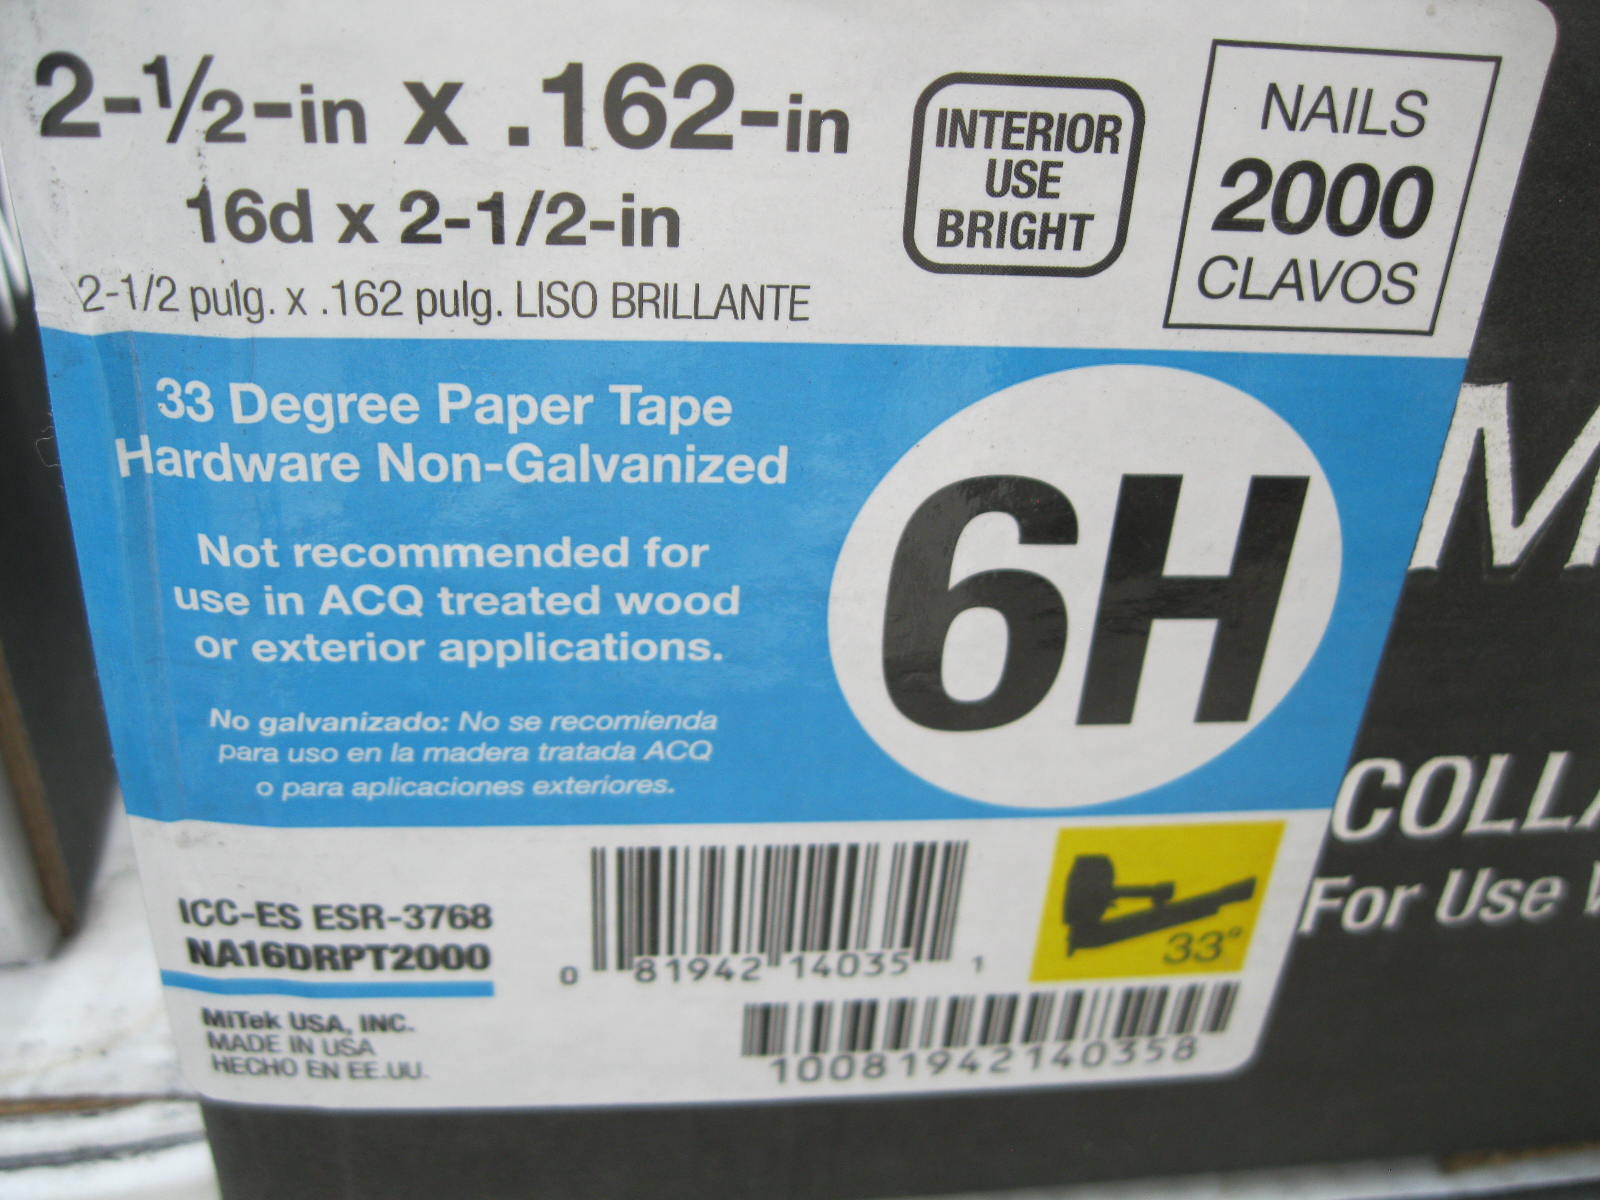 2-½-in x .162-in
16d x 2-1/2-in
2-1/2 pulg. x .162 pulg. LISO BRILLANTE
INTERIOR
USE
BRIGHT
NAILS
2000
CLAVOS
33 Degree Paper Tape
Hardware Non-Galvanized
Not recommended for
use in ACQ treated wood
or exterior applications.
No galvanizado: No se recomienda
para uso en la madera tratada ACQ
o para aplicaciones exteriores.
6H
ICC-ES ESR-3768
NA16DRPT2000
MiTek USA, INC.
MADE IN USA
HECHO EN EE.UU.
0 81942 14035 1
33°
10081942140358
For Use